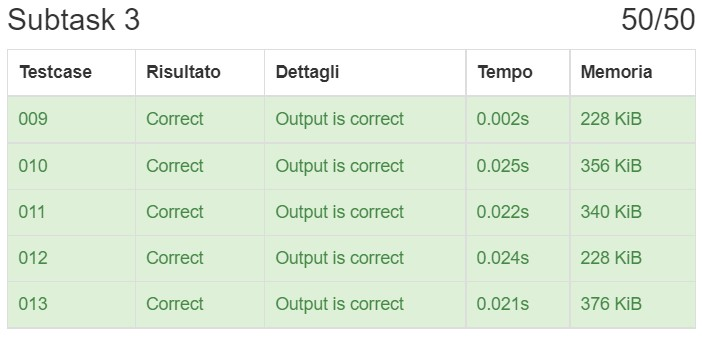 Subtask 3 50/50
Testcase Risultato Dettagli Tempo Memoria
009 Correct Output is correct 0.002s 228 KiB
010 Correct Output is correct 0.025s 356 KiB
011 Correct Output is correct 0.022s 340 KiB
012 Correct Output is correct 0.024s 228 KiB
013 Correct Output is correct 0.021s 376 KiB